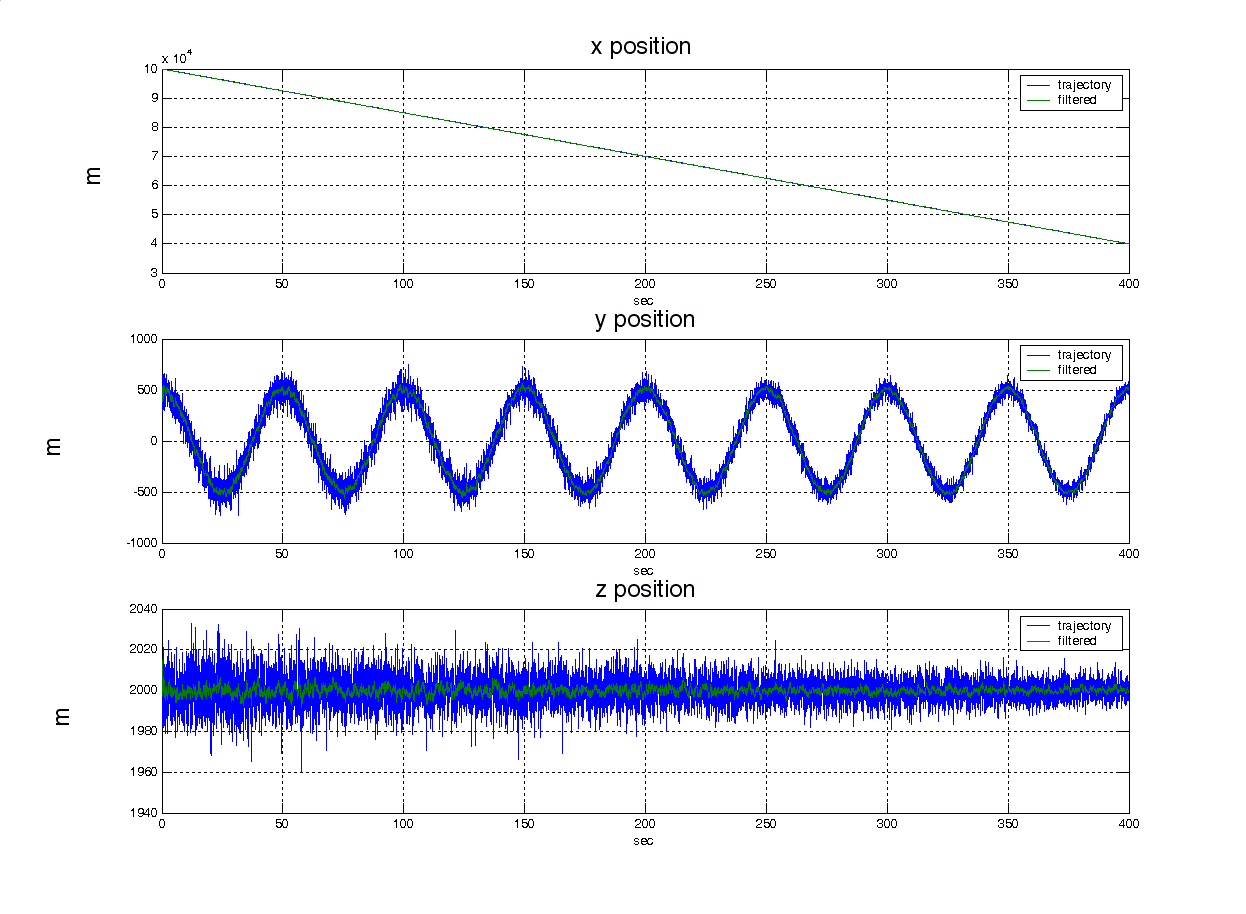 x position
x 10^4
10
9
8
7
6
5
4
3
m
trajectory
filtered
0 50 100 150 200 250 300 350 400
sec
y position
1000
500
0
-500
-1000
m
trajectory
filtered
0 50 100 150 200 250 300 350 400
sec
z position
2040
2020
2000
1980
1960
1940
m
trajectory
filtered
0 50 100 150 200 250 300 350 400
sec